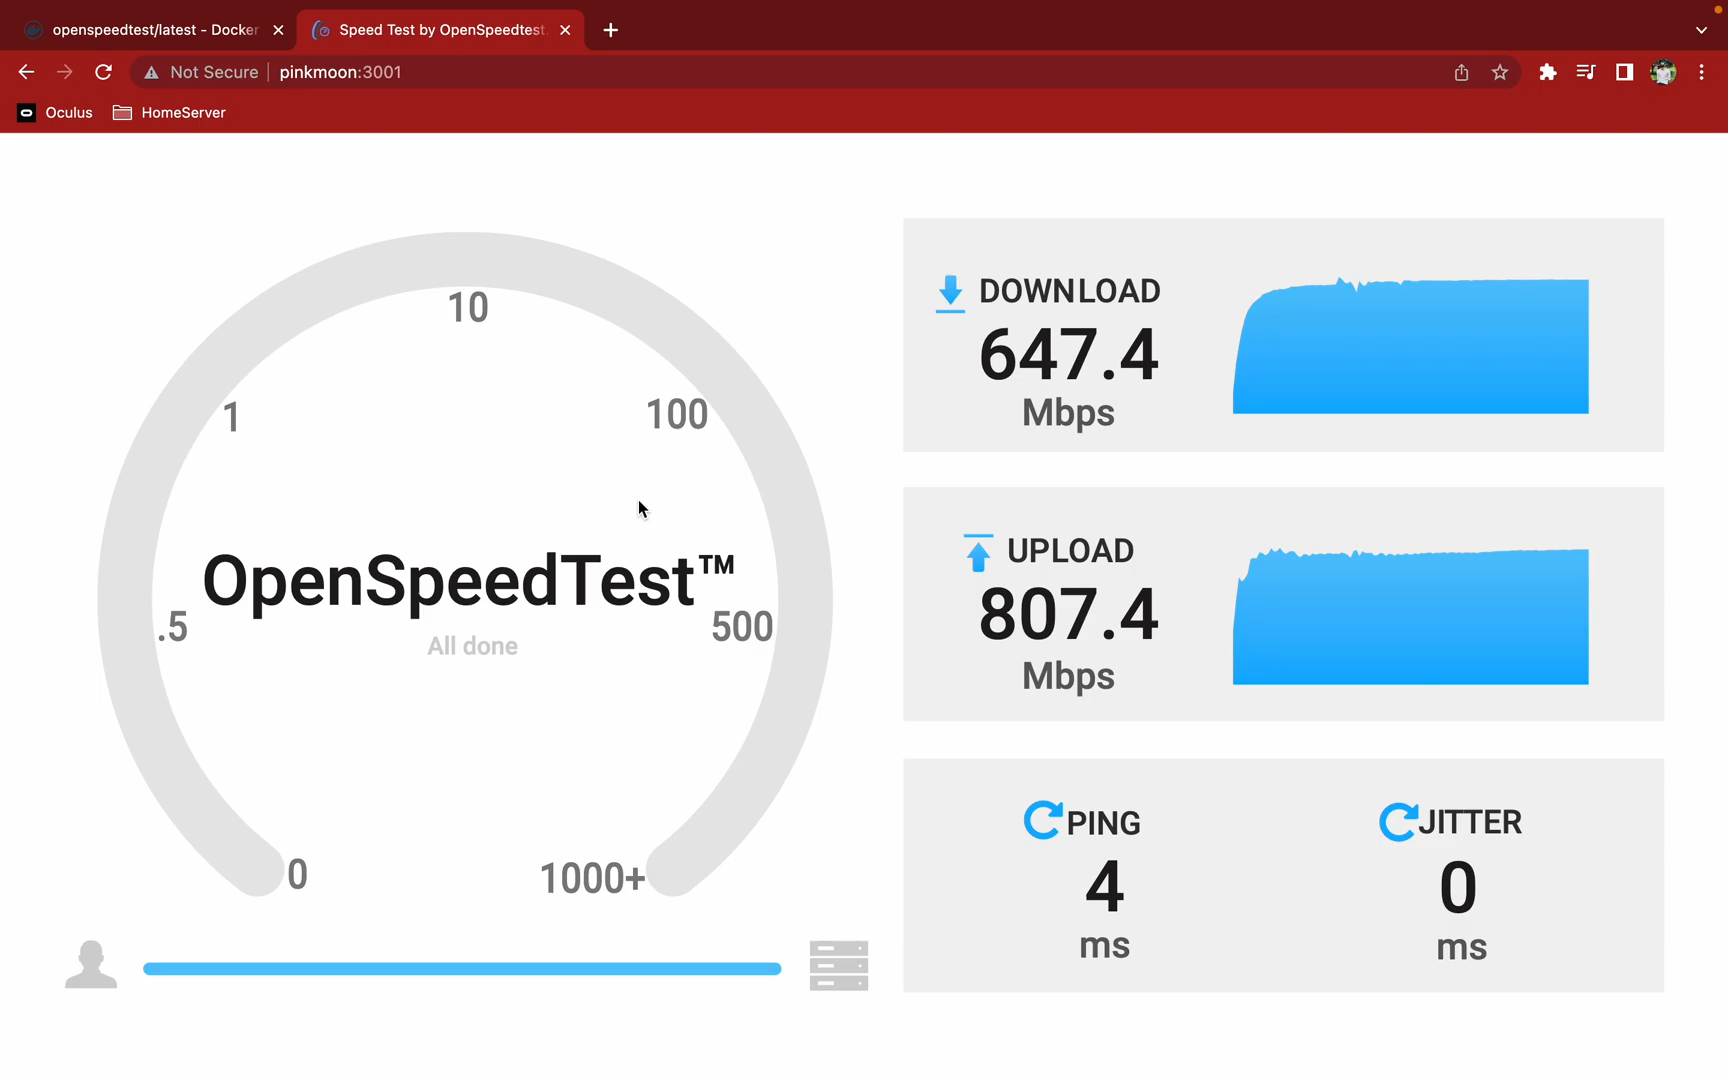 openspeedtest/latest - Docker
Speed Test by OpenSpeedtest.
Not Secure
pinkmoon:3001
Oculus
HomeServer
10
1
100
OpenSpeedTest™
.5
500
All done
0
1000+
DOWNLOAD
647.4
Mbps
UPLOAD
807.4
Mbps
PING
4
ms
JITTER
0
ms